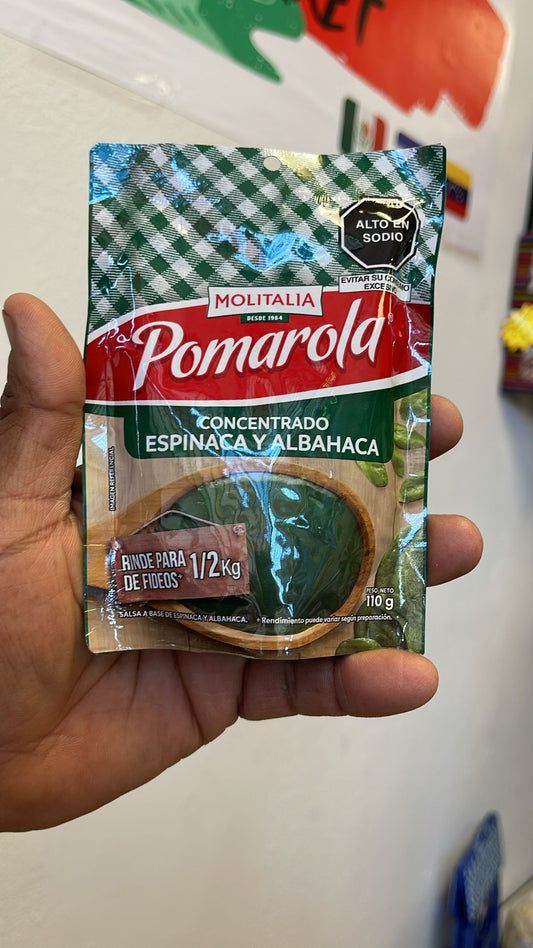 ALTO EN
SODIO
EVITAR SU CONSUMO
EXCESIVO
MOLITALIA
DESDE 1964
Pomarola
CONCENTRADO
ESPINACA Y ALBAHACA
IMAGEN REFERENCIAL
RINDE PARA 1/2 Kg
DE FIDEOS*
PESO NETO
110 g
SALSA A BASE DE ESPINACA Y ALBAHACA.
* Rendimiento puede variar según preparación.